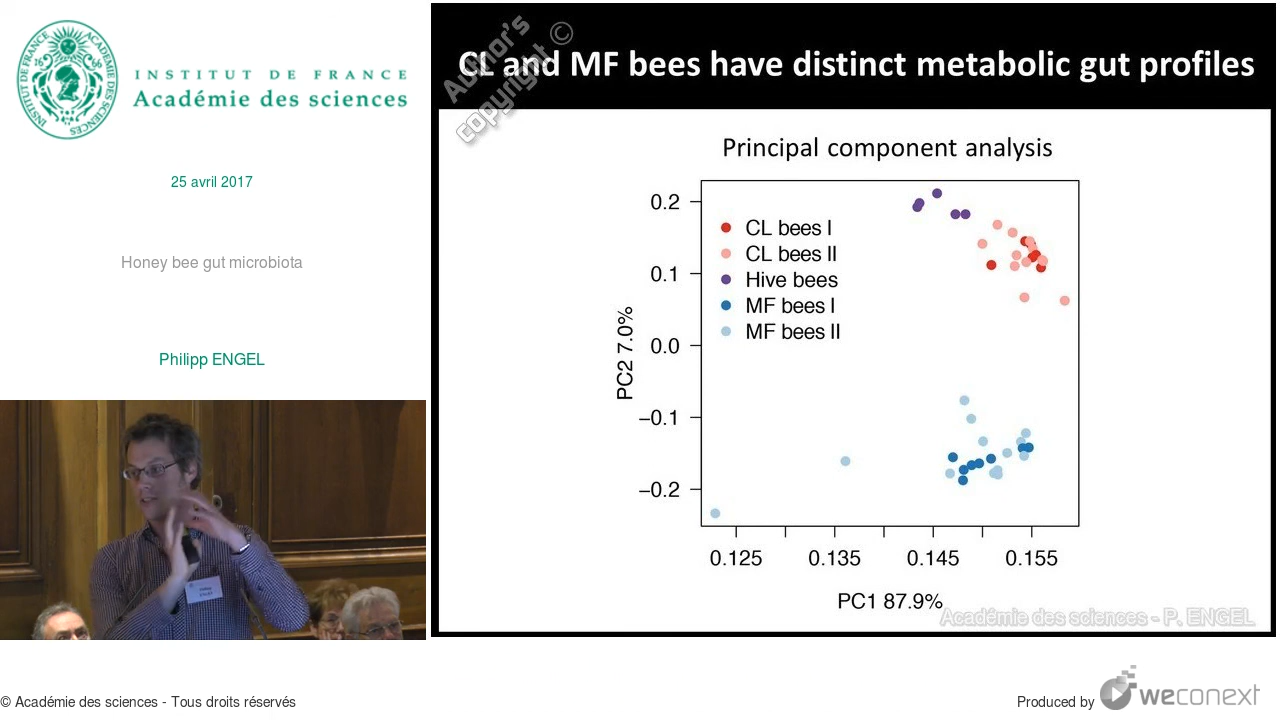 INSTITUT DE FRANCE
Académie des sciences
25 avril 2017
Honey bee gut microbiota
Philipp ENGEL
Author's
copyright ©
CL and MF bees have distinct metabolic gut profiles
Principal component analysis
CL bees I
CL bees II
Hive bees
MF bees I
MF bees II
PC2 7.0%
0.2
0.1
0.0
−0.1
−0.2
0.125 0.135 0.145 0.155
PC1 87.9%
Académie des sciences - P. ENGEL
© Académie des sciences - Tous droits réservés
Produced by weconext